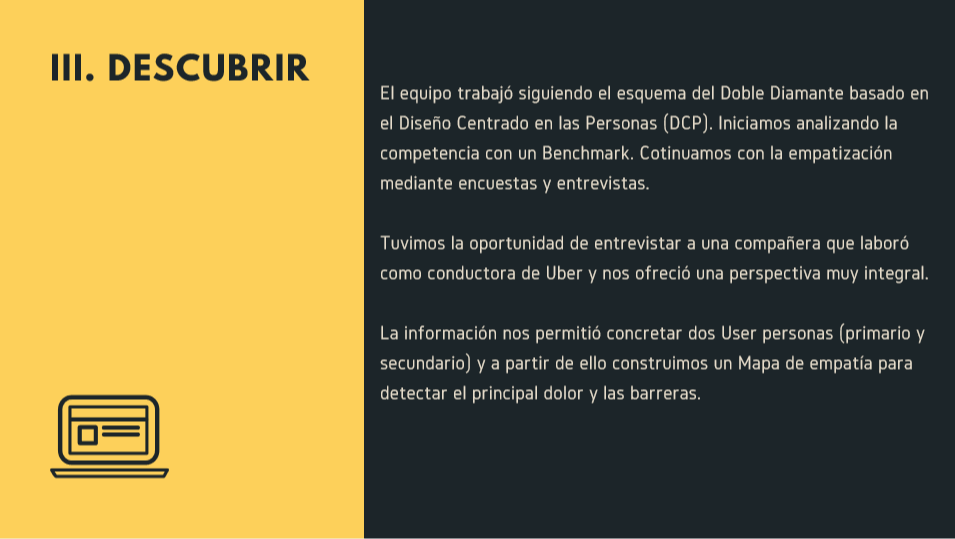 III. DESCUBRIR
El equipo trabajó siguiendo el esquema del Doble Diamante basado en
el Diseño Centrado en las Personas (DCP). Iniciamos analizando la
competencia con un Benchmark. Cotinuamos con la empatización
mediante encuestas y entrevistas.
Tuvimos la oportunidad de entrevistar a una compañera que laboró
como conductora de Uber y nos ofreció una perspectiva muy integral.
La información nos permitió concretar dos User personas (primario y
secundario) y a partir de ello construimos un Mapa de empatía para
detectar el principal dolor y las barreras.